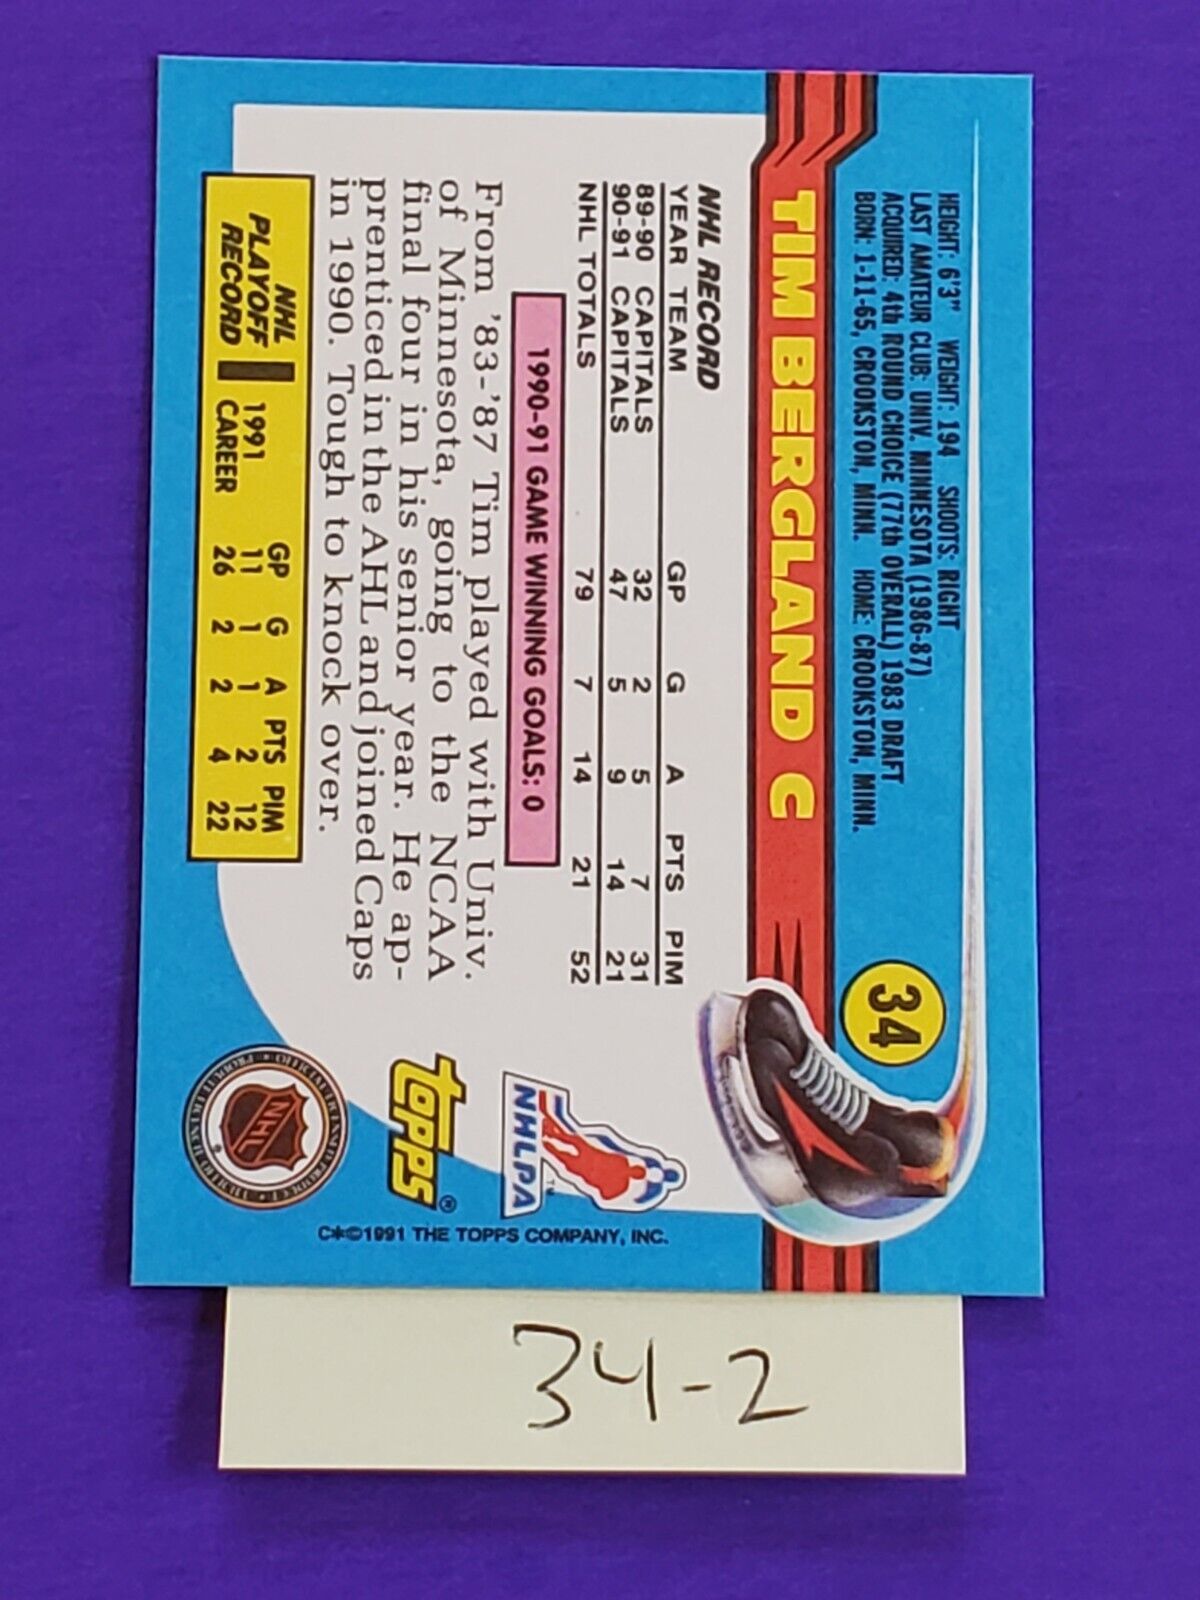 34
HEIGHT: 6'3" WEIGHT: 194 SHOOTS: RIGHT
LAST AMATEUR CLUB: UNIV. MINNESOTA (1986-87)
ACQUIRED: 4th ROUND CHOICE (77th OVERALL) 1983 DRAFT
BORN: 1-11-65, CROOKSTON, MINN. HOME: CROOKSTON, MINN.
TIM BERGLAND C
NHL RECORD
YEAR TEAM GP G A PTS PIM
89-90 CAPITALS 32 2 5 7 31
90-91 CAPITALS 47 5 9 14 21
NHL TOTALS 79 7 14 21 52
1990-91 GAME WINNING GOALS: 0
From '83-'87 Tim played with Univ.
of Minnesota, going to the NCAA
final four in his senior year. He ap-
prenticed in the AHL and joined Caps
in 1990. Tough to knock over.
NHL
PLAYOFF
RECORD
GP G A PTS PIM
1991 11 1 1 2 12
CAREER 26 2 2 4 22
NHLPA™
topps®
NHL
C*©1991 THE TOPPS COMPANY, INC.
34-2